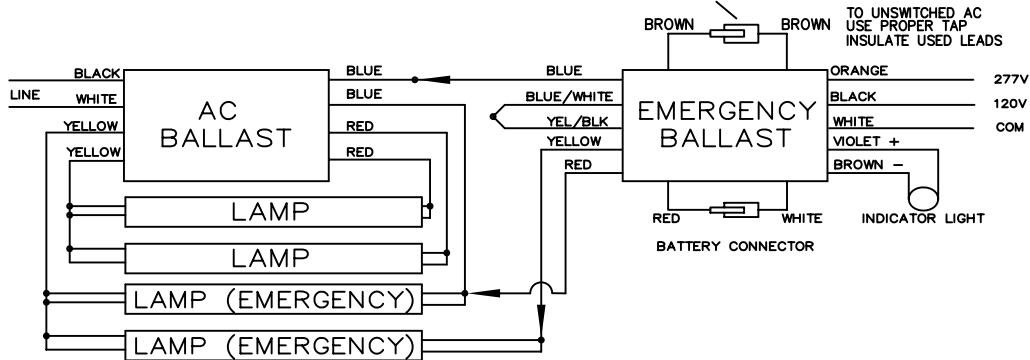 BROWN
BROWN
TO UNSWITCHED AC
USE PROPER TAP
INSULATE USED LEADS
BLACK
BLUE
BLUE
ORANGE
277V
LINE
WHITE
BLUE
BLUE/WHITE
BLACK
120V
AC
BALLAST
EMERGENCY
BALLAST
YELLOW
RED
YEL/BLK
WHITE
COM
YELLOW
RED
YELLOW
VIOLET +
RED
BROWN -
LAMP
RED
WHITE
INDICATOR LIGHT
BATTERY CONNECTOR
LAMP
LAMP (EMERGENCY)
LAMP (EMERGENCY)